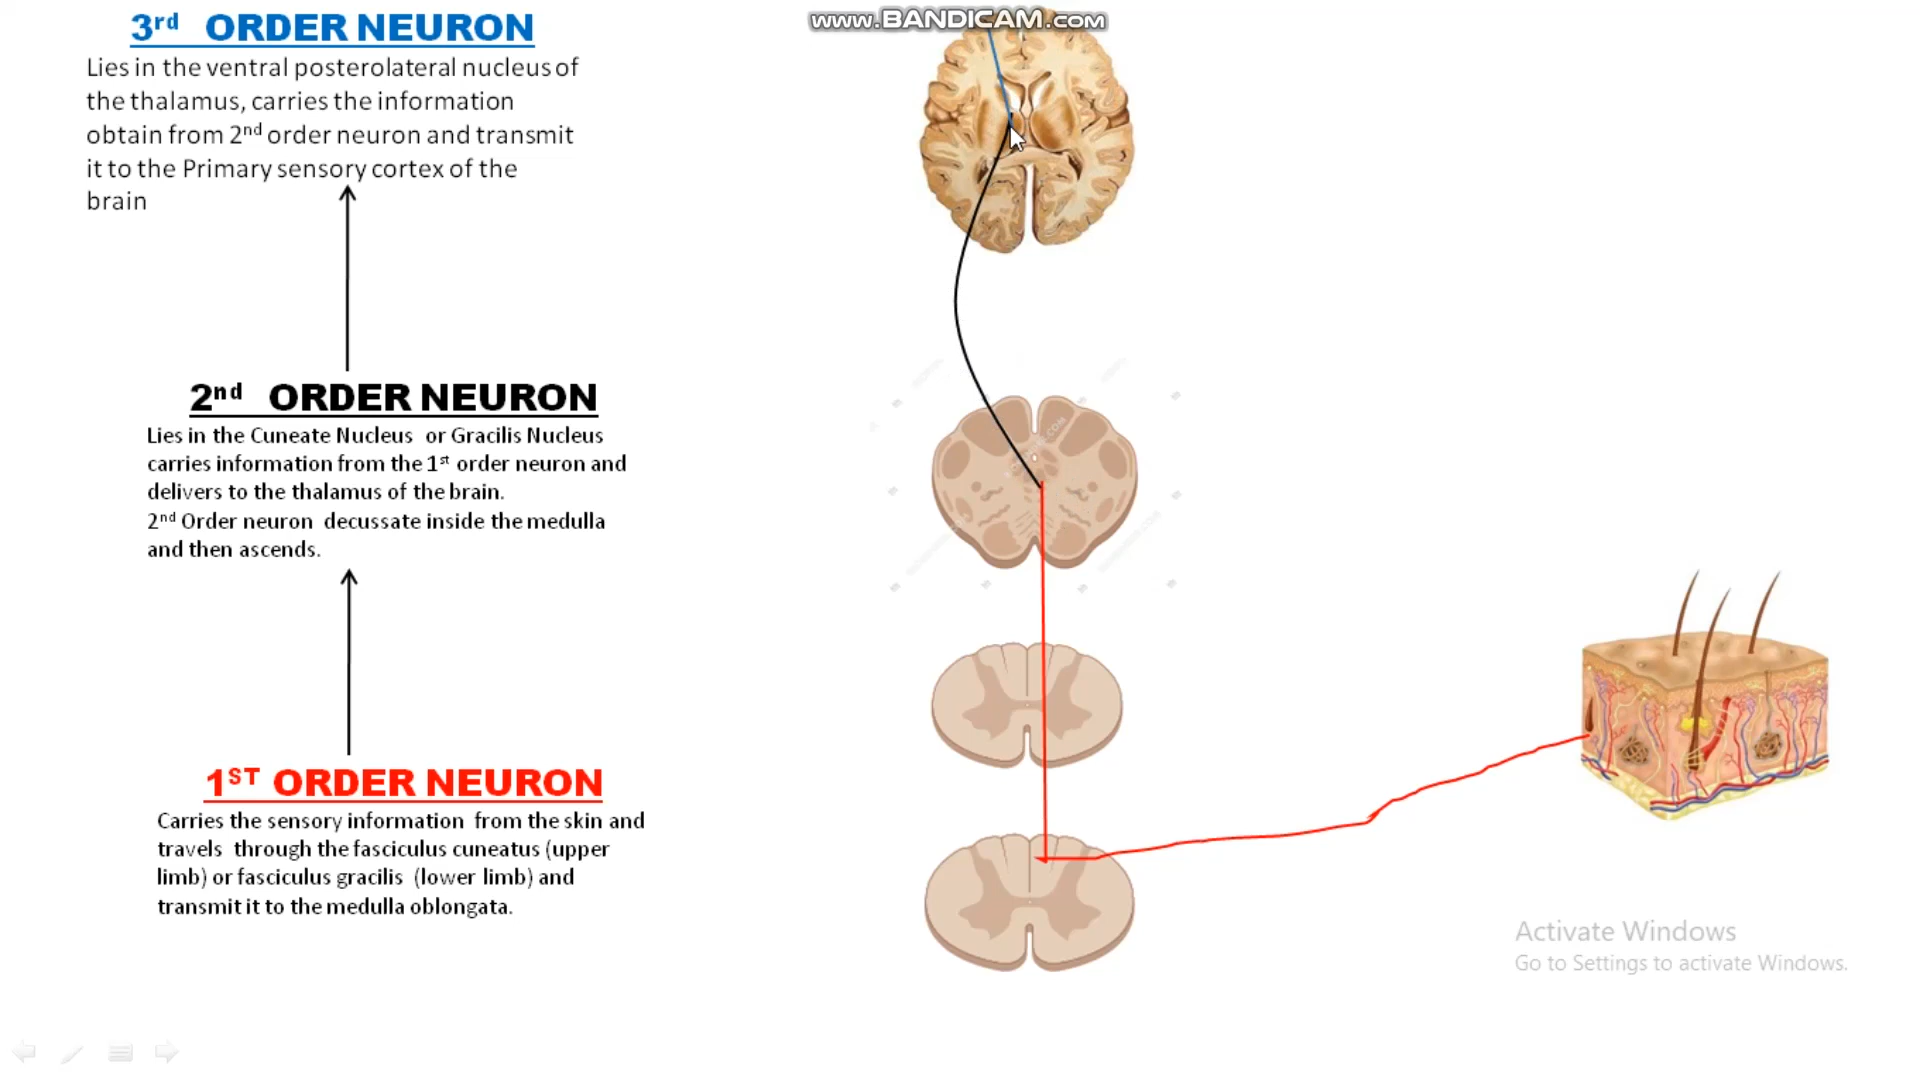 www.BANDICAM.com
3rd ORDER NEURON
Lies in the ventral posterolateral nucleus of
the thalamus, carries the information
obtain from 2nd order neuron and transmit
it to the Primary sensory cortex of the
brain
2nd ORDER NEURON
Lies in the Cuneate Nucleus or Gracilis Nucleus
carries information from the 1st order neuron and
delivers to the thalamus of the brain.
2nd Order neuron decussate inside the medulla
and then ascends.
1ST ORDER NEURON
Carries the sensory information from the skin and
travels through the fasciculus cuneatus (upper
limb) or fasciculus gracilis (lower limb) and
transmit it to the medulla oblongata.
Activate Windows
Go to Settings to activate Windows.